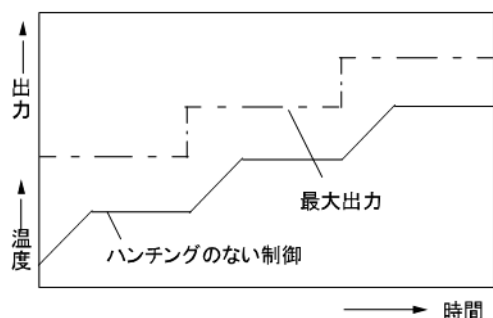 出力
最大出力
温度
ハンチングのない制御
時間